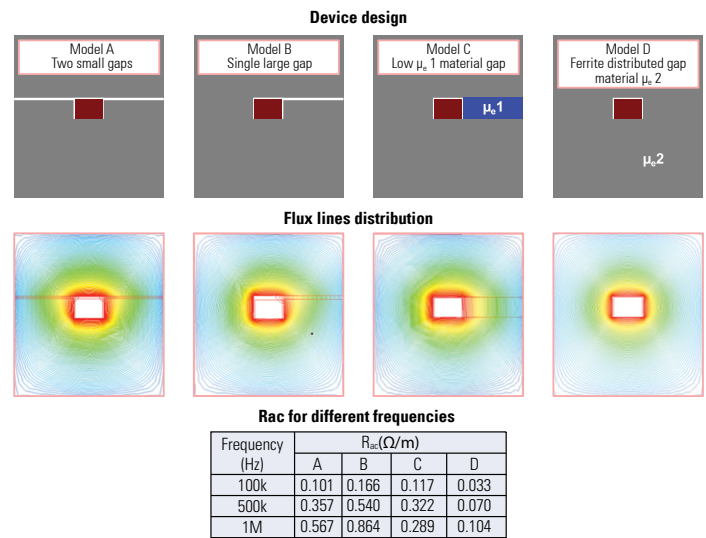 Device design
Model A
Two small gaps
Model B
Single large gap
Model C
Low μe 1 material gap
Model D
Ferrite distributed gap
material μe 2
μe1
μe2
Flux lines distribution
Rac for different frequencies
Frequency (Hz) Rac(Ω/m)
A B C D
100k 0.101 0.166 0.117 0.033
500k 0.357 0.540 0.322 0.070
1M 0.567 0.864 0.289 0.104